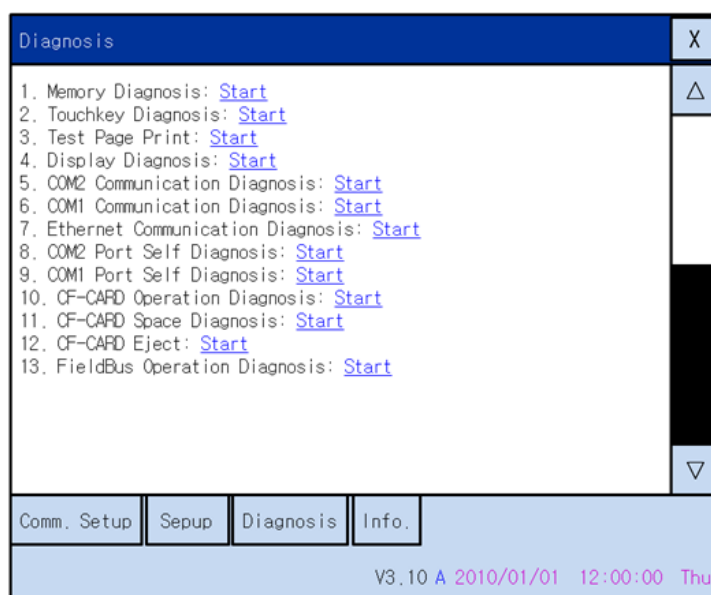 Diagnosis X
1. Memory Diagnosis: Start
2. Touchkey Diagnosis: Start
3. Test Page Print: Start
4. Display Diagnosis: Start
5. COM2 Communication Diagnosis: Start
6. COM1 Communication Diagnosis: Start
7. Ethernet Communication Diagnosis: Start
8. COM2 Port Self Diagnosis: Start
9. COM1 Port Self Diagnosis: Start
10. CF-CARD Operation Diagnosis: Start
11. CF-CARD Space Diagnosis: Start
12. CF-CARD Eject: Start
13. FieldBus Operation Diagnosis: Start
Comm. Setup Sepup Diagnosis Info.
V3.10 A 2010/01/01 12:00:00 Thu